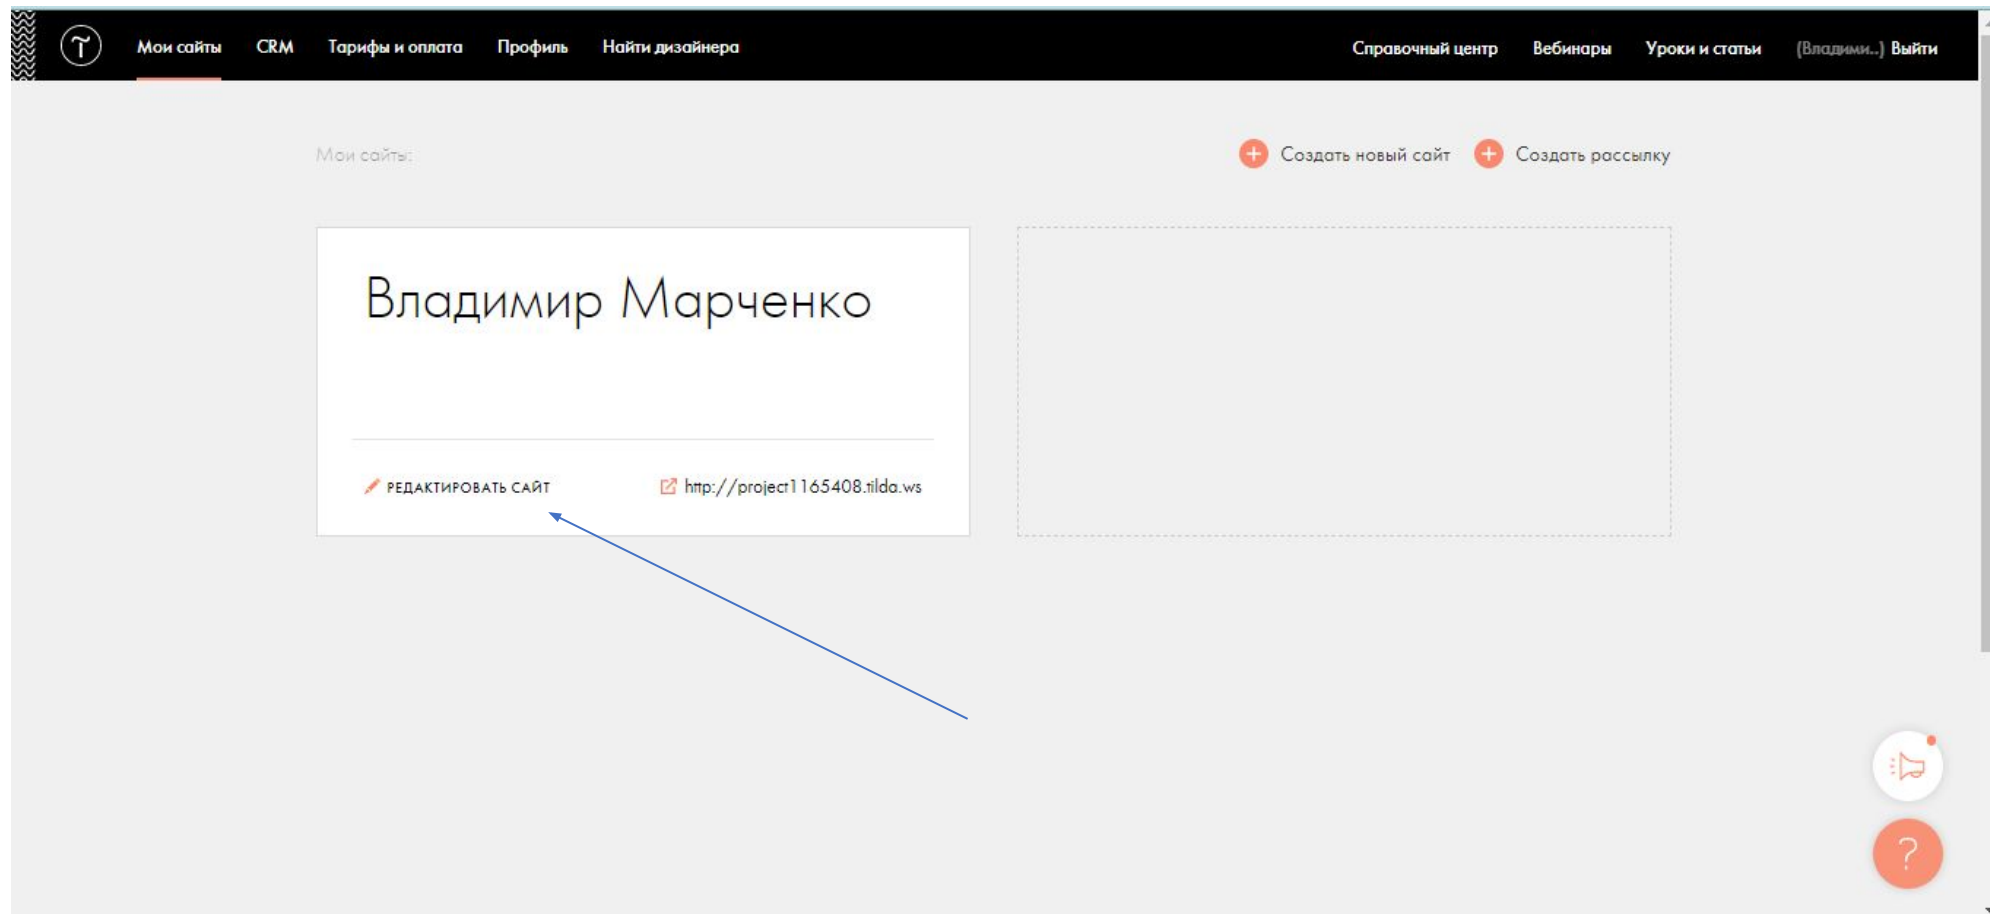 Мои сайты CRM Тарифы и оплата Профиль Найти дизайнера Справочный центр Вебинары Уроки и статьи (Владими..) Выйти
Мои сайты: Создать новый сайт Создать рассылку
Владимир Марченко
РЕДАКТИРОВАТЬ САЙТ http://project1165408.tilda.ws
?